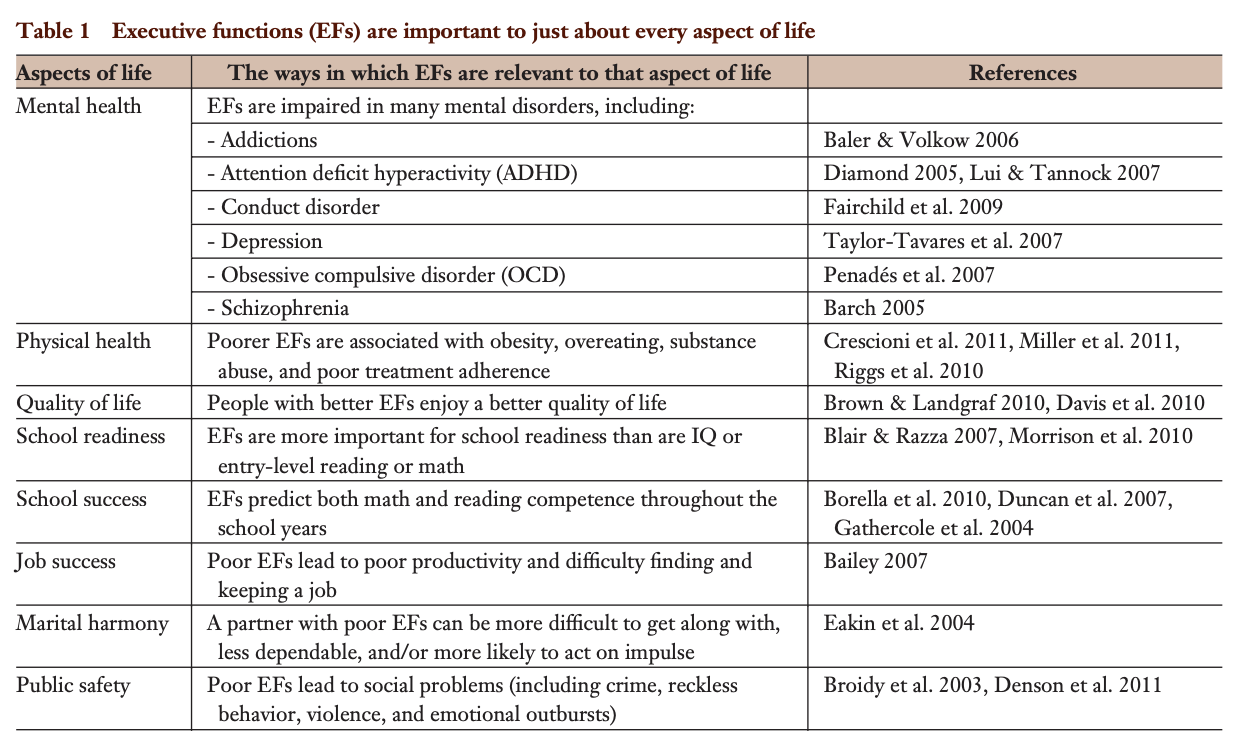 Table 1 Executive functions (EFs) are important to just about every aspect of life
Aspects of life The ways in which EFs are relevant to that aspect of life References
Mental health EFs are impaired in many mental disorders, including:
- Addictions Baler & Volkow 2006
- Attention deficit hyperactivity (ADHD) Diamond 2005, Lui & Tannock 2007
- Conduct disorder Fairchild et al. 2009
- Depression Taylor-Tavares et al. 2007
- Obsessive compulsive disorder (OCD) Penadés et al. 2007
- Schizophrenia Barch 2005
Physical health Poorer EFs are associated with obesity, overeating, substance Crescioni et al. 2011, Miller et al. 2011,
abuse, and poor treatment adherence Riggs et al. 2010
Quality of life People with better EFs enjoy a better quality of life Brown & Landgraf 2010, Davis et al. 2010
School readiness EFs are more important for school readiness than are IQ or Blair & Razza 2007, Morrison et al. 2010
entry-level reading or math
School success EFs predict both math and reading competence throughout the Borella et al. 2010, Duncan et al. 2007,
school years Gathercole et al. 2004
Job success Poor EFs lead to poor productivity and difficulty finding and Bailey 2007
keeping a job
Marital harmony A partner with poor EFs can be more difficult to get along with, Eakin et al. 2004
less dependable, and/or more likely to act on impulse
Public safety Poor EFs lead to social problems (including crime, reckless Broidy et al. 2003, Denson et al. 2011
behavior, violence, and emotional outbursts)